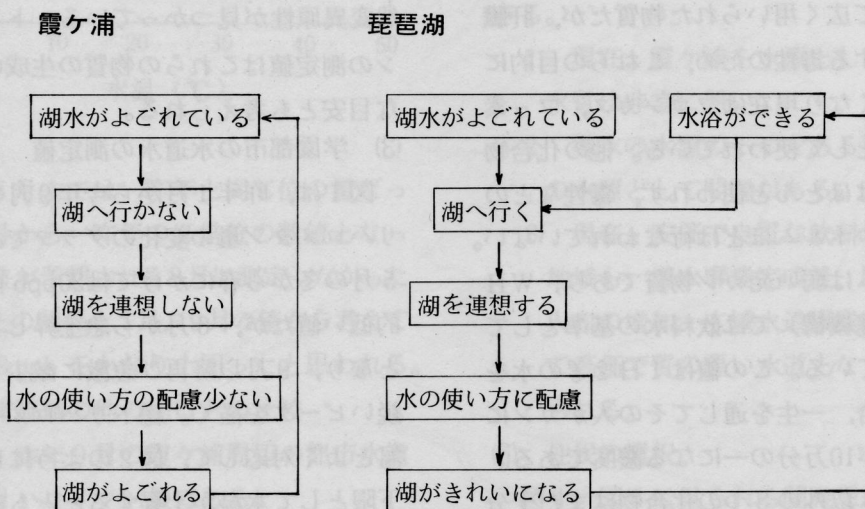 霞ケ浦
湖水がよごれている
湖へ行かない
湖を連想しない
水の使い方の配慮少ない
湖がよごれる
琵琶湖
湖水がよごれている
水浴ができる
湖へ行く
湖を連想する
水の使い方に配慮
湖がきれいになる